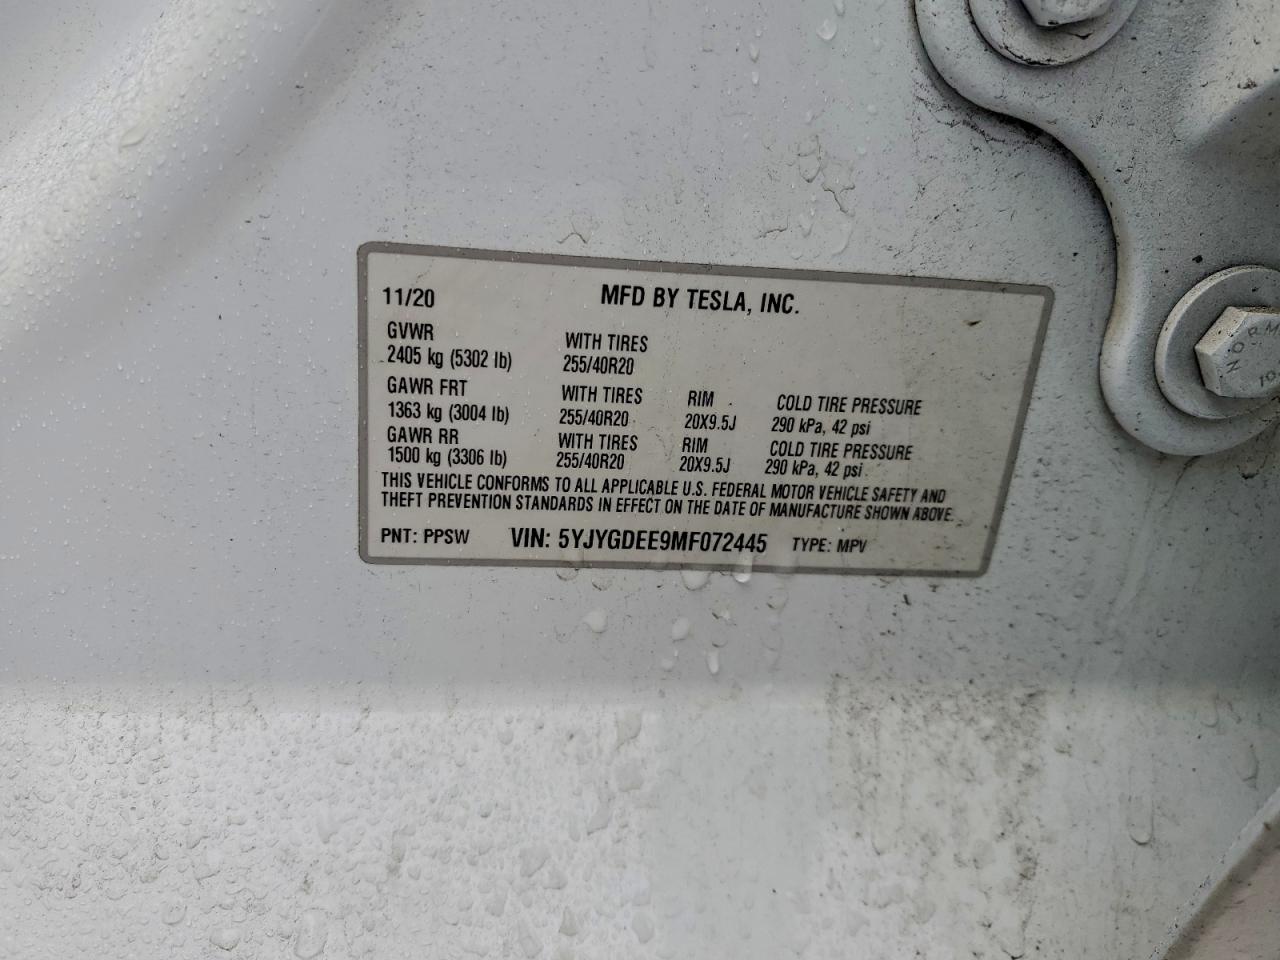 11/20 MFD BY TESLA, INC.
GVWR
2405 kg (5302 lb) WITH TIRES
255/40R20
GAWR FRT
1363 kg (3004 lb) WITH TIRES
255/40R20 RIM
20X9.5J COLD TIRE PRESSURE
290 kPa, 42 psi
GAWR RR
1500 kg (3306 lb) WITH TIRES
255/40R20 RIM
20X9.5J COLD TIRE PRESSURE
290 kPa, 42 psi
THIS VEHICLE CONFORMS TO ALL APPLICABLE U.S. FEDERAL MOTOR VEHICLE SAFETY AND
THEFT PREVENTION STANDARDS IN EFFECT ON THE DATE OF MANUFACTURE SHOWN ABOVE.
PNT: PPSW VIN: 5YJYGDEE9MF072445 TYPE: MPV